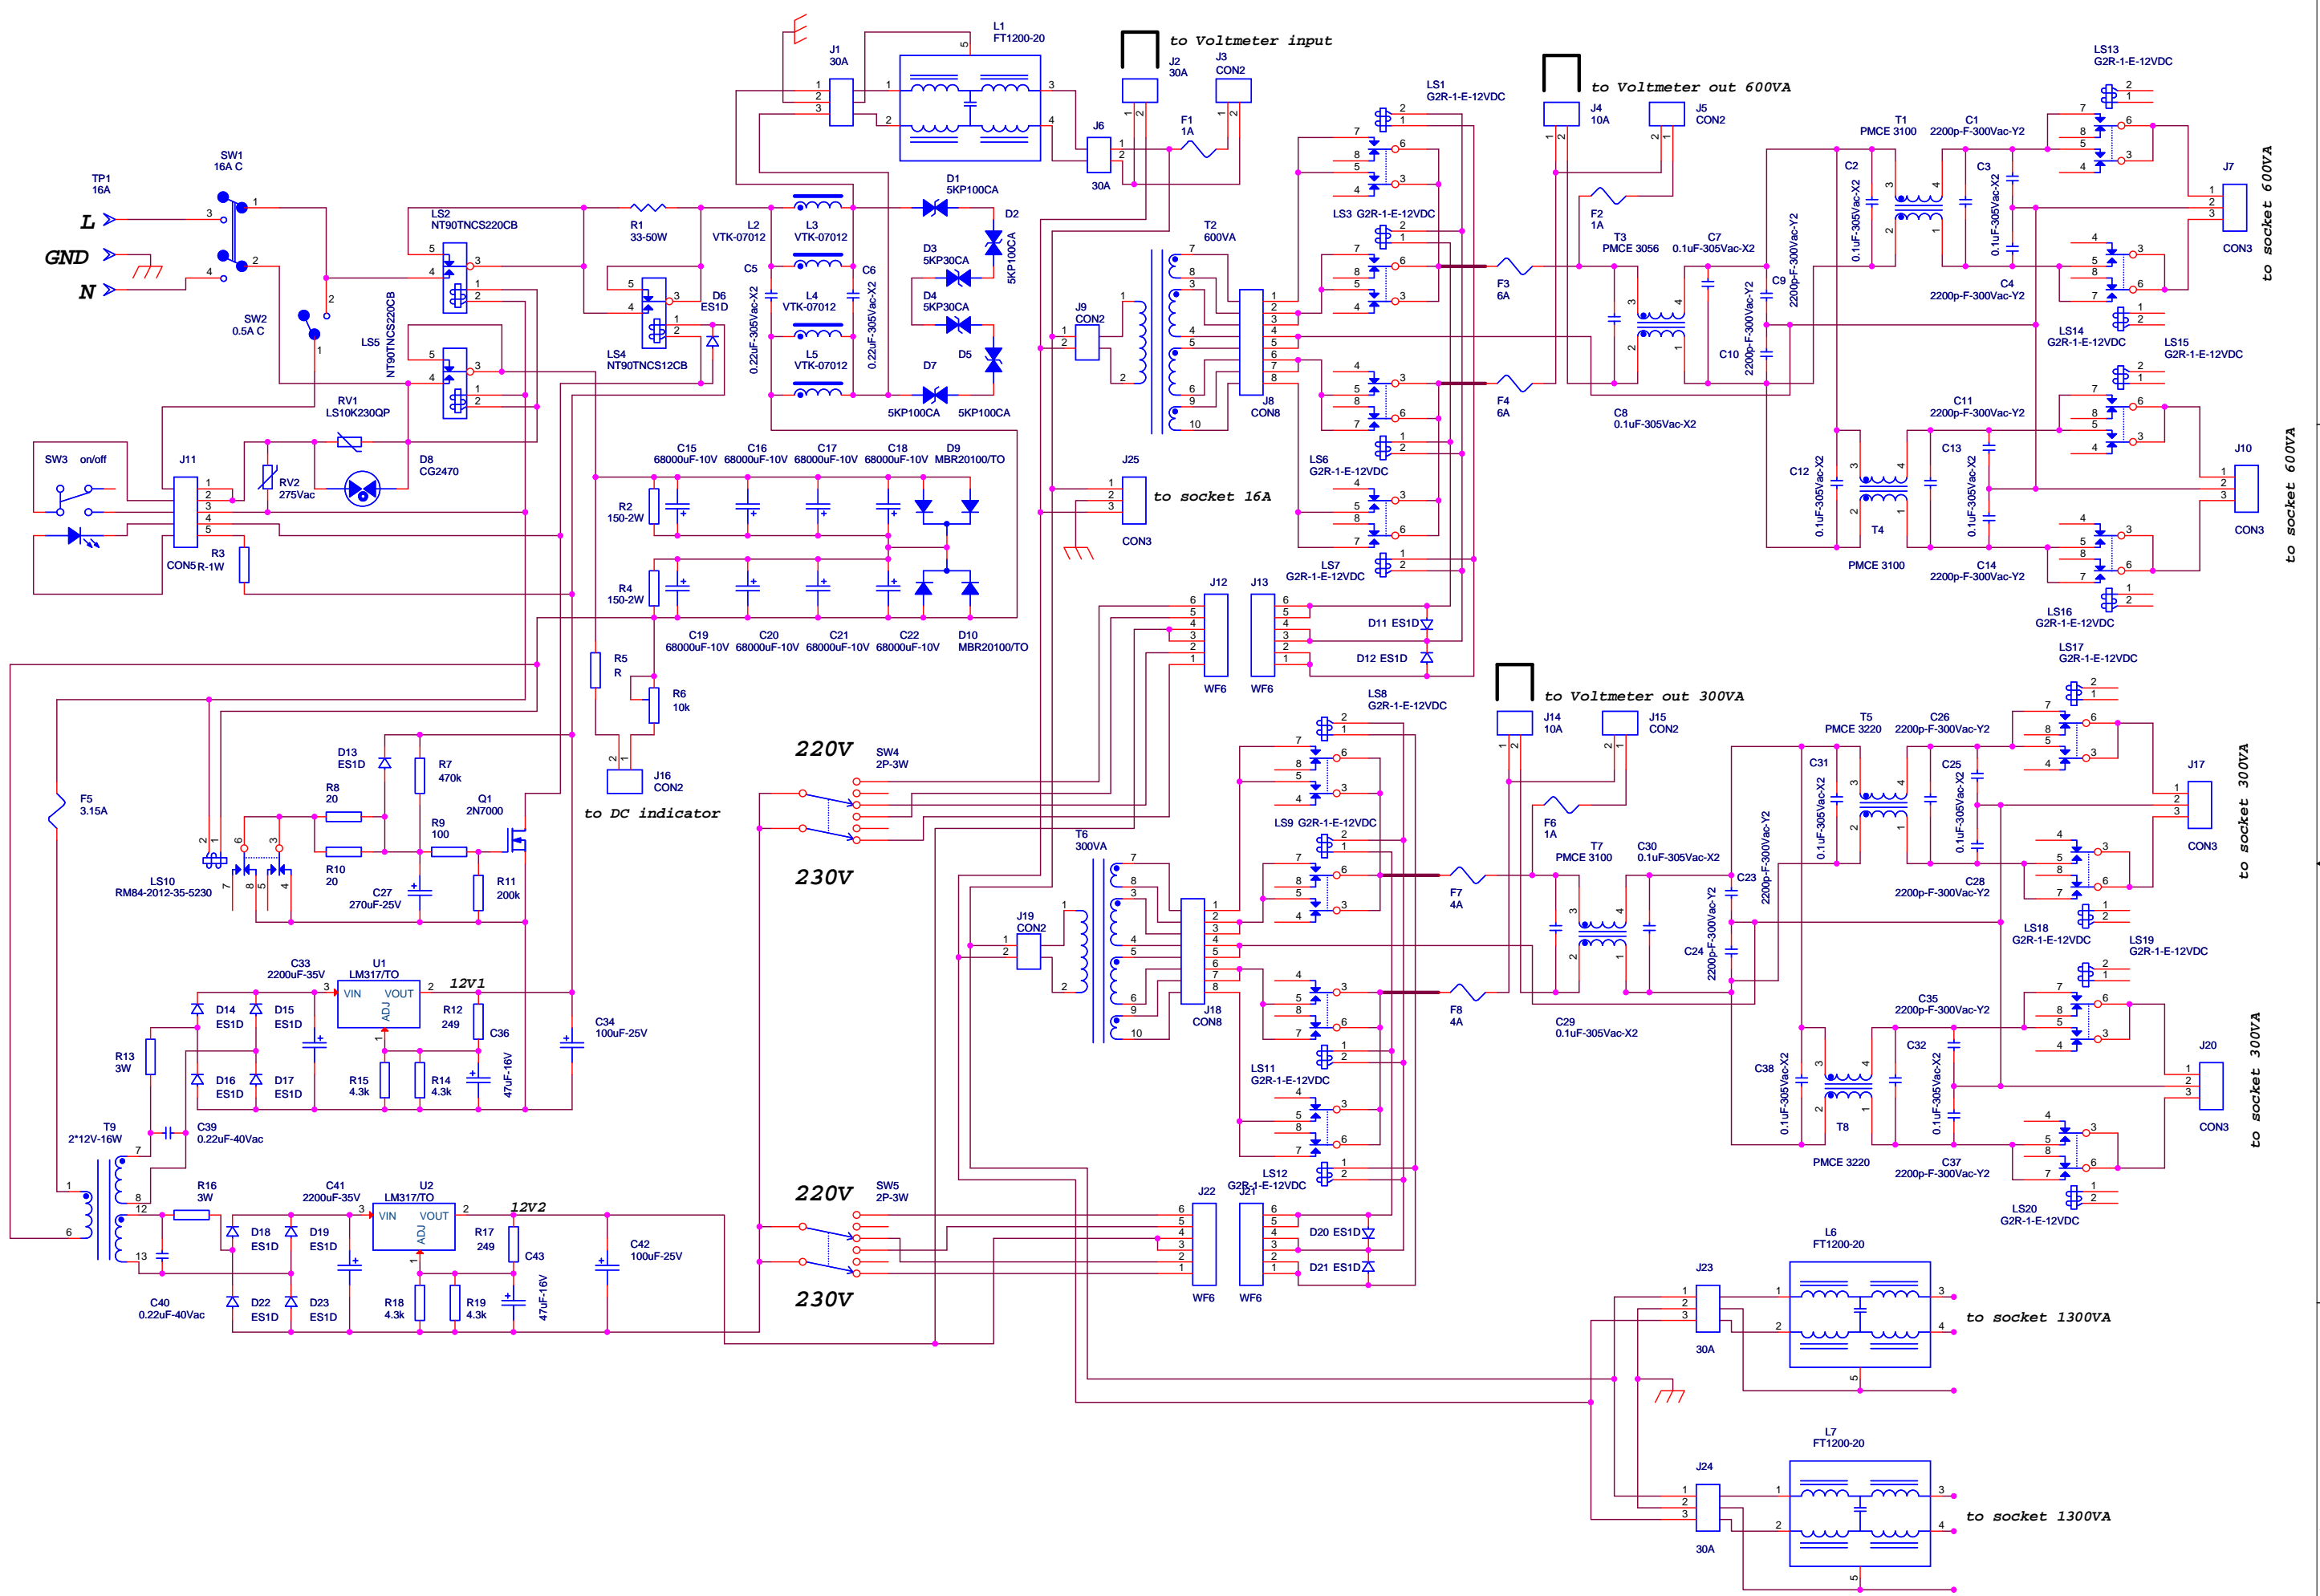 L1
FT1200-20
J1
30A
to Voltmeter input
J2
30A
J3
CON2
F1
1A
J6
30A
LS1
G2R-1-E-12VDC
to Voltmeter out 600VA
J4
10A
J5
CON2
F2
1A
LS13
G2R-1-E-12VDC
T1
PMCE 3100
C1
2200p-F-300Vac-Y2
C2
0.1uF-305Vac-X2
C3
0.1uF-305Vac-X2
J7
CON3
to socket 600VA
SW1
16A C
TP1
16A
L
GND
N
SW2
0.5A C
LS2
NT90TNCS220CB
LS5
NT90TNCS220CB
R1
33-50W
L2
VTK-07012
L3
VTK-07012
D1
5KP100CA
D2
5KP100CA
D3
5KP30CA
D4
5KP30CA
C5
0.22uF-305Vac-X2
C6
0.22uF-305Vac-X2
D6
ES1D
LS4
NT90TNCS12CB
L4
VTK-07012
L5
VTK-07012
D7
5KP100CA
D5
5KP100CA
J9
CON2
T2
600VA
J8
CON8
LS3 G2R-1-E-12VDC
F3
6A
F4
6A
T3
PMCE 3056
C7
0.1uF-305Vac-X2
C9
2200p-F-300Vac-Y2
C10
2200p-F-300Vac-Y2
C8
0.1uF-305Vac-X2
C4
2200p-F-300Vac-Y2
LS14
G2R-1-E-12VDC
LS15
G2R-1-E-12VDC
C11
2200p-F-300Vac-Y2
C12
0.1uF-305Vac-X2
C13
0.1uF-305Vac-X2
T4
PMCE 3100
C14
2200p-F-300Vac-Y2
J10
CON3
to socket 600VA
LS16
G2R-1-E-12VDC
RV1
LS10K230QP
D8
CG2470
RV2
275Vac
SW3 on/off
J11
CON5
R3
R-1W
C15
68000uF-10V
C16
68000uF-10V
C17
68000uF-10V
C18
68000uF-10V
D9
MBR20100/TO
R2
150-2W
R4
150-2W
C19
68000uF-10V
C20
68000uF-10V
C21
68000uF-10V
C22
68000uF-10V
D10
MBR20100/TO
J25
to socket 16A
CON3
LS6
G2R-1-E-12VDC
LS7
G2R-1-E-12VDC
J12
WF6
J13
WF6
D11 ES1D
D12 ES1D
R5
R
R6
10k
J16
CON2
to DC indicator
F5
3.15A
D13
ES1D
R7
470k
R8
20
R9
100
Q1
2N7000
R10
20
R11
200k
C27
270uF-25V
LS10
RM84-2012-35-5230
220V
SW4
2P-3W
230V
T6
300VA
J19
CON2
J18
CON8
LS8
G2R-1-E-12VDC
LS9 G2R-1-E-12VDC
LS11
G2R-1-E-12VDC
LS12
G2R-1-E-12VDC
to Voltmeter out 300VA
J14
10A
J15
CON2
F6
1A
F7
4A
F8
4A
T7
PMCE 3100
C30
0.1uF-305Vac-X2
C29
0.1uF-305Vac-X2
C23
2200p-F-300Vac-Y2
C24
2200p-F-300Vac-Y2
LS17
G2R-1-E-12VDC
T5
PMCE 3220
C26
2200p-F-300Vac-Y2
C31
0.1uF-305Vac-X2
C25
0.1uF-305Vac-X2
J17
CON3
to socket 300VA
C28
2200p-F-300Vac-Y2
LS18
G2R-1-E-12VDC
LS19
G2R-1-E-12VDC
C35
2200p-F-300Vac-Y2
C38
0.1uF-305Vac-X2
C32
0.1uF-305Vac-X2
T8
PMCE 3220
C37
2200p-F-300Vac-Y2
J20
CON3
to socket 300VA
LS20
G2R-1-E-12VDC
C33
2200uF-35V
U1
LM317/TO
VIN VOUT
ADJ
12V1
D14
ES1D
D15
ES1D
D16
ES1D
D17
ES1D
R12
249
C36
47uF-16V
C34
100uF-25V
R13
3W
R15
4.3k
R14
4.3k
T9
2*12V-16W
C39
0.22uF-40Vac
R16
3W
C41
2200uF-35V
U2
LM317/TO
VIN VOUT
ADJ
12V2
D18
ES1D
D19
ES1D
D22
ES1D
D23
ES1D
R17
249
C43
47uF-16V
C42
100uF-25V
R18
4.3k
R19
4.3k
C40
0.22uF-40Vac
220V
SW5
2P-3W
230V
J22
WF6
J21
WF6
D20 ES1D
D21 ES1D
L6
FT1200-20
J23
30A
to socket 1300VA
L7
FT1200-20
J24
30A
to socket 1300VA